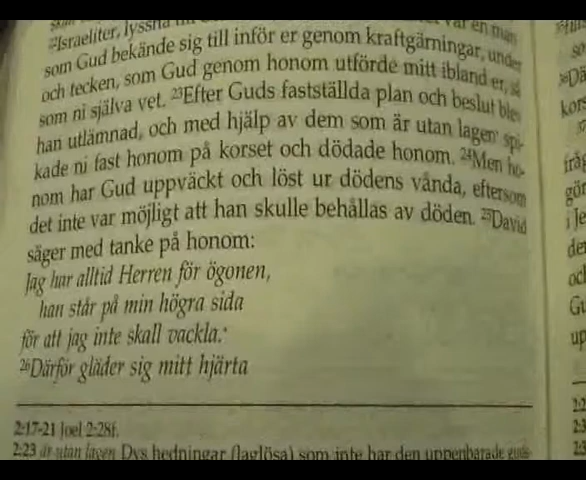 ²²Israeliter, lyssna var en man
som Gud bekände sig till inför er genom kraftgärningar, under
och tecken, som Gud genom honom utförde mitt ibland er, så
som ni själva vet. ²³Efter Guds fastställda plan och beslut blev
han utlämnad, och med hjälp av dem som är utan lagen* spi-
kade ni fast honom på korset och dödade honom. ²⁴Men ho-
nom har Gud uppväckt och löst ur dödens vånda, eftersom
det inte var möjligt att han skulle behållas av döden. ²⁵David
säger med tanke på honom:
Jag har alltid Herren för ögonen,
han står på min högra sida
för att jag inte skall vackla.*
²⁶Därför gläder sig mitt hjärta
2:17-21 Joel 2:28f.
2:23 är utan lagen Dvs hedningar (laglösa) som inte har den uppenbarade